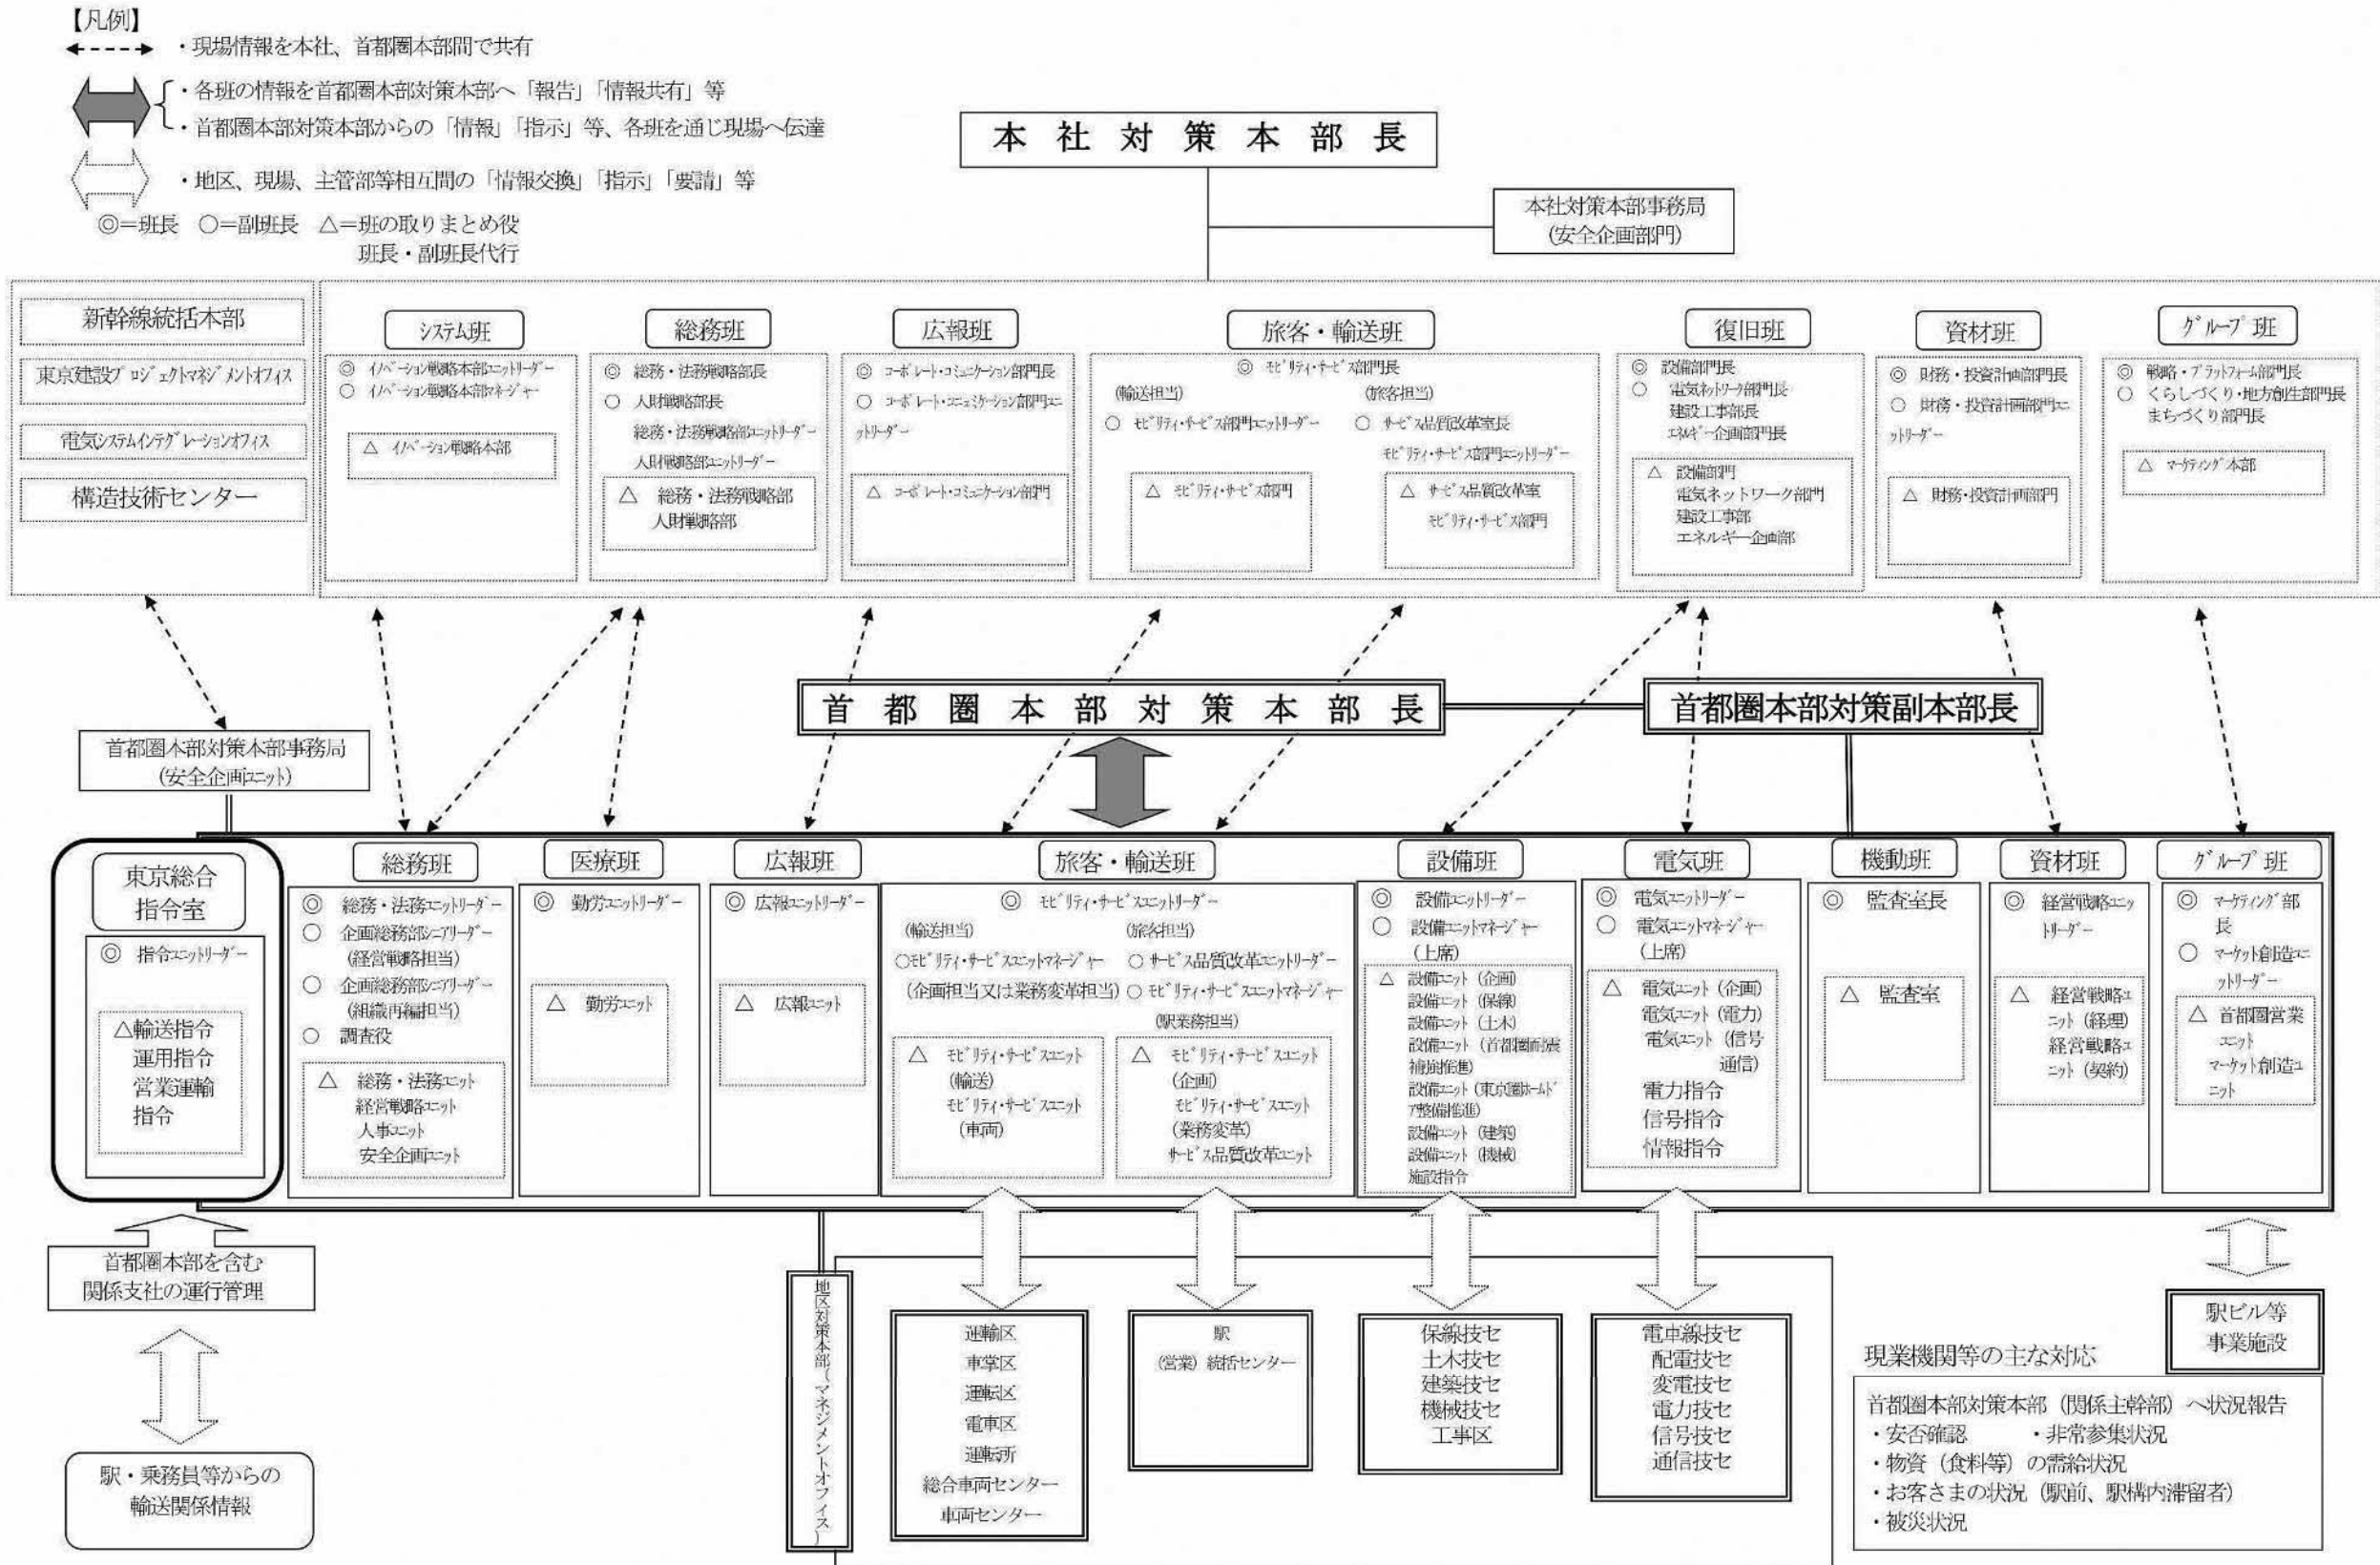 【凡例】
・現場情報を本社、首都圏本部間で共有
・各班の情報を首都圏本部対策本部へ「報告」「情報共有」等
・首都圏本部対策本部からの「情報」「指示」等、各班を通じ現場へ伝達
・地区、現場、主管部等相互間の「情報交換」「指示」「要請」等
◎＝班長　○＝副班長　△＝班の取りまとめ役
班長・副班長代行
本社対策本部長
本社対策本部事務局
(安全企画部門)
新幹線統括本部
東京建設プロジェクトマネジメントオフィス
電気システムインテグレーションオフィス
構造技術センター
システム班
◎ イノベーション戦略本部ユニットリーダー
○ イノベーション戦略本部マネージャー
△ イノベーション戦略本部
総務班
◎ 総務・法務戦略部長
○ 人財戦略部長
総務・法務戦略部ユニットリーダー
人財戦略部ユニットリーダー
△ 総務・法務戦略部
人財戦略部
広報班
◎ コーポレート・コミュニケーション部門長
○ コーポレート・コニュミケーション部門ユニ
ットリーダー
△ コーポレート・コミュニケーション部門
旅客・輸送班
◎ モビリティ・サービス部門長
(輸送担当)
○ モビリティ・サービス部門ユニットリーダー
△ モビリティ・サービス部門
(旅客担当)
○ サービス品質改革室長
モビリティ・サービス部門ユニットリーダー
△ サービス品質改革室
モビリティ・サービス部門
復旧班
◎ 設備部門長
○ 電気ネットワーク部門長
建設工事部長
エネルギー企画部門長
△ 設備部門
電気ネットワーク部門
建設工事部
エネルギー企画部
資材班
◎ 財務・投資計画部門長
○ 財務・投資計画部門ユニ
ットリーダー
△ 財務・投資計画部門
グループ班
◎ 戦略・プラットフォーム部門長
○ くらしづくり・地方創生部門長
まちづくり部門長
△ マーケティング本部
首都圏本部対策本部長
首都圏本部対策副本部長
首都圏本部対策本部事務局
(安全企画ユニット)
東京総合
指令室
◎ 指令ユニットリーダー
△輸送指令
運用指令
営業運輸
指令
総務班
◎ 総務・法務ユニットリーダー
○ 企画総務部シニアリーダー
(経営戦略担当)
○ 企画総務部シニアリーダー
(組織再編担当)
○ 調査役
△ 総務・法務ユニット
経営戦略ユニット
人事ユニット
安全企画ユニット
医療班
◎ 勤労ユニットリーダー
△ 勤労ユニット
広報班
◎ 広報ユニットリーダー
△ 広報ユニット
旅客・輸送班
◎ モビリティ・サービスユニットリーダー
(輸送担当)
○モビリティ・サービスユニットマネージャー
(企画担当又は業務変革担当)
△ モビリティ・サービスユニット
(輸送)
モビリティ・サービスユニット
(車両)
(旅客担当)
○ サービス品質改革ユニットリーダー
○ モビリティ・サービスユニットマネージャー
(駅業務担当)
△ モビリティ・サービスユニット
(企画)
モビリティ・サービスユニット
(業務変革)
サービス品質改革ユニット
設備班
◎ 設備ユニットリーダー
○ 設備ユニットマネージャー
(上席)
△ 設備ユニット (企画)
設備ユニット (保線)
設備ユニット (土木)
設備ユニット (首都圏耐震
補強推進)
設備ユニット (東京圏ホームド
ア整備推進)
設備ユニット (建築)
設備ユニット (機械)
施設指令
電気班
◎ 電気ユニットリーダー
○ 電気ユニットマネージャー
(上席)
△ 電気ユニット (企画)
電気ユニット (電力)
電気ユニット (信号
通信)
電力指令
信号指令
情報指令
機動班
◎ 監査室長
△ 監査室
資材班
◎ 経営戦略ユニッ
トリーダー
△ 経営戦略ユ
ニット (経理)
経営戦略ユ
ニット (契約)
グループ班
◎ マーケティング部
長
○ マーケット創造ユニ
ットリーダー
△ 首都圏営業
ユニット
マーケット創造ユ
ニット
首都圏本部を含む
関係支社の運行管理
駅・乗務員等からの
輸送関係情報
地区対策本部(マネジメントオフィス)
運輸区
車掌区
運転区
電車区
運転所
総合車両センター
車両センター
駅
(営業) 統括センター
保線技セ
土木技セ
建築技セ
機械技セ
工事区
電車線技セ
配電技セ
変電技セ
電力技セ
信号技セ
通信技セ
駅ビル等
事業施設
現業機関等の主な対応
首都圏本部対策本部（関係主幹部）へ状況報告
・安否確認　　・非常参集状況
・物資（食料等）の需給状況
・お客さまの状況（駅前、駅構内滞留者）
・被災状況